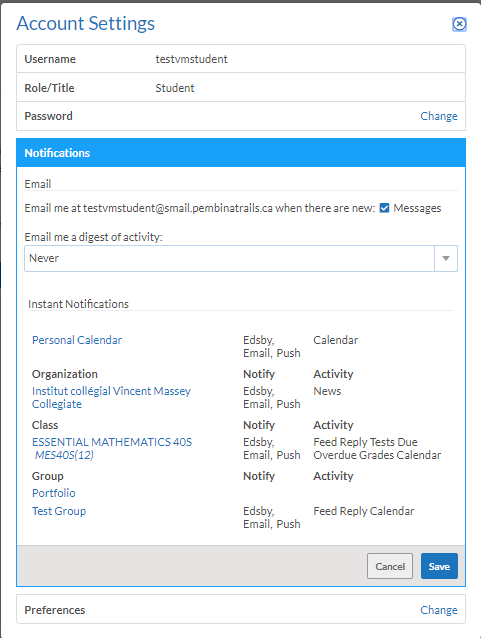 Account Settings
Username testvmstudent
Role/Title Student
Password Change
Notifications
Email
Email me at testvmstudent@smail.pembinatrails.ca when there are new: Messages
Email me a digest of activity:
Never
Instant Notifications
Personal Calendar Edsby, Calendar
Email, Push
Organization Notify Activity
Institut collégial Vincent Massey Edsby, News
Collegiate Email, Push
Class Notify Activity
ESSENTIAL MATHEMATICS 40S Edsby, Feed Reply Tests Due
MES40S(12) Email, Push Overdue Grades Calendar
Group Notify Activity
Portfolio
Test Group Edsby, Feed Reply Calendar
Email, Push
Cancel Save
Preferences Change